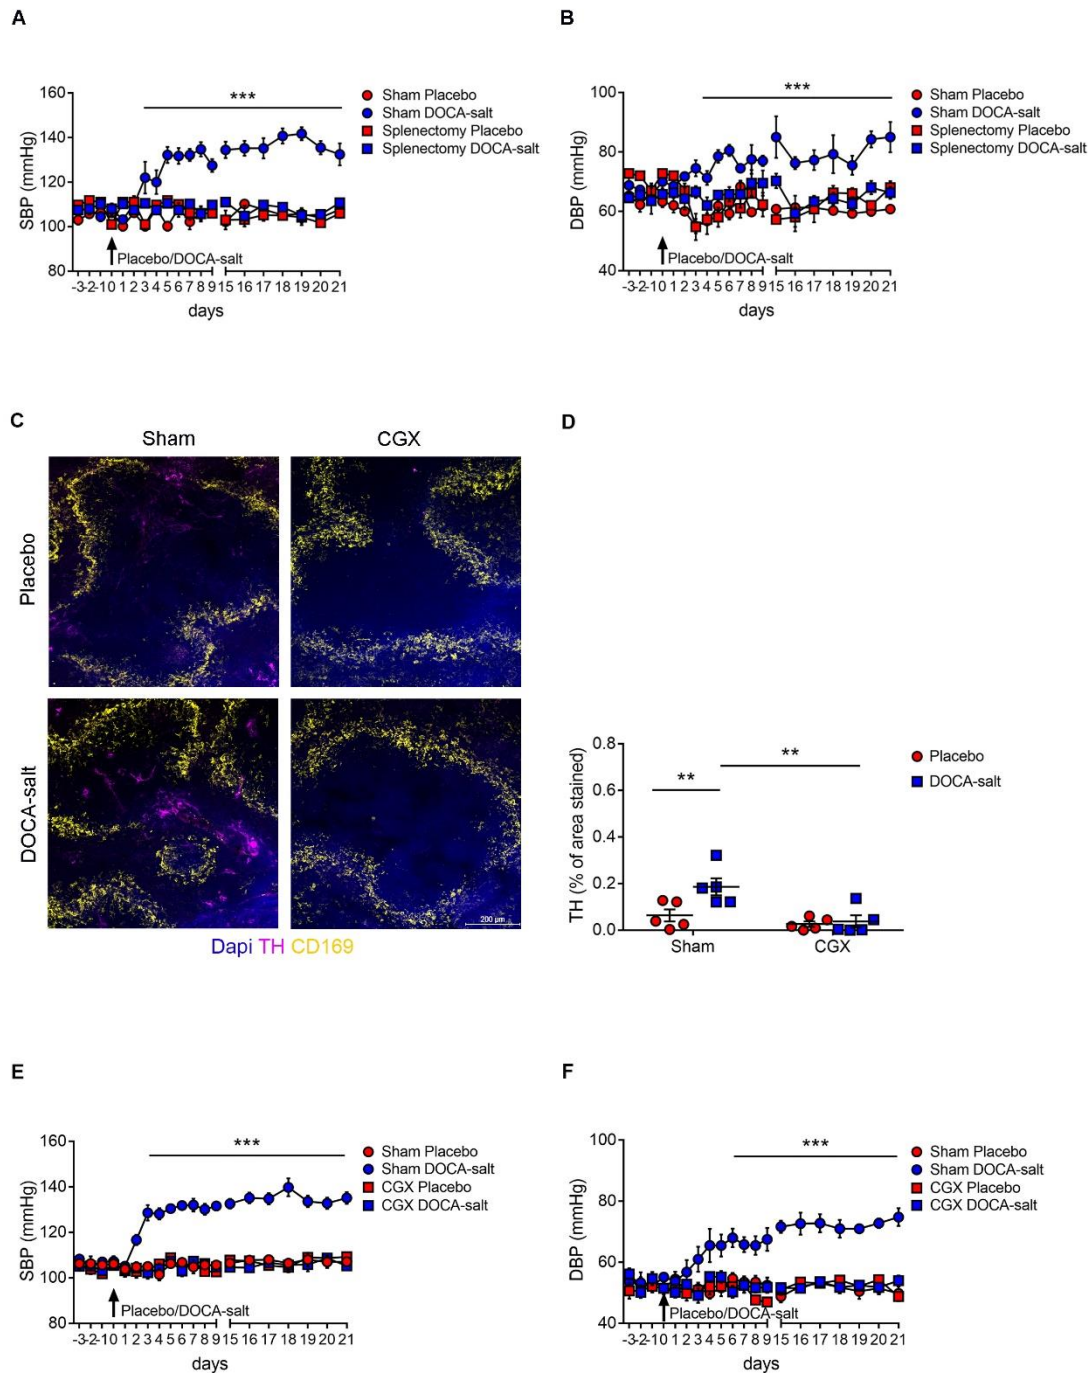 A
160
140
120
100
80
SBP (mmHg)
***
Sham Placebo
Sham DOCA-salt
Splenectomy Placebo
Splenectomy DOCA-salt
Placebo/DOCA-salt
-3-2-10 1 2 3 4 5 6 7 8 9 15 16 17 18 19 20 21
days
B
100
80
60
40
DBP (mmHg)
***
Sham Placebo
Sham DOCA-salt
Splenectomy Placebo
Splenectomy DOCA-salt
Placebo/DOCA-salt
-3-2-10 1 2 3 4 5 6 7 8 9 15 16 17 18 19 20 21
days
C
Sham CGX
Placebo
DOCA-salt
200 µm
Dapi TH CD169
D
0.8
0.6
0.4
0.2
0.0
TH (% of area stained)
**
**
Placebo
DOCA-salt
Sham CGX
E
160
140
120
100
80
SBP (mmHg)
***
Sham Placebo
Sham DOCA-salt
CGX Placebo
CGX DOCA-salt
Placebo/DOCA-salt
-3-2-10 1 2 3 4 5 6 7 8 9 15 16 17 18 19 20 21
days
F
100
80
60
40
DBP (mmHg)
***
Sham Placebo
Sham DOCA-salt
CGX Placebo
CGX DOCA-salt
Placebo/DOCA-salt
-3-2-10 1 2 3 4 5 6 7 8 9 15 16 17 18 19 20 21
days